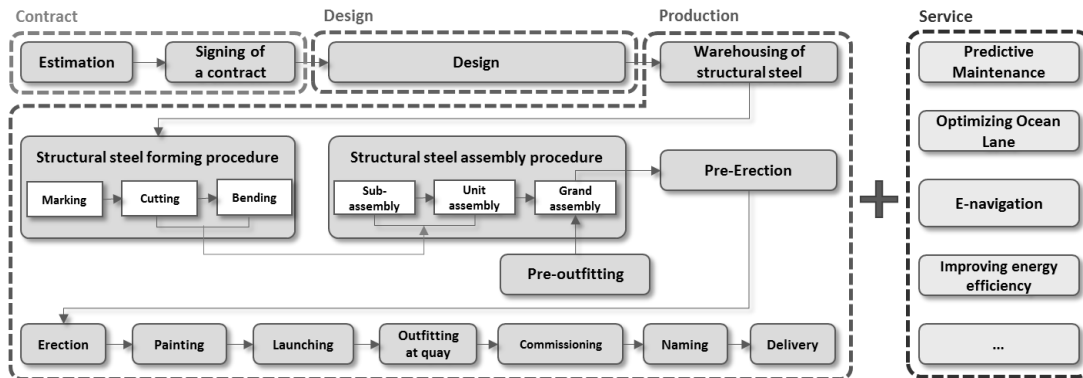 Contract
Design
Production
Service
Estimation
Signing of
a contract
Design
Warehousing of
structural steel
Predictive
Maintenance
Optimizing Ocean
Lane
Structural steel forming procedure
Marking
Cutting
Bending
Structural steel assembly procedure
Sub-
assembly
Unit
assembly
Grand
assembly
Pre-Erection
Pre-outfitting
E-navigation
Improving energy
efficiency
Erection
Painting
Launching
Outfitting
at quay
Commissioning
Naming
Delivery
...